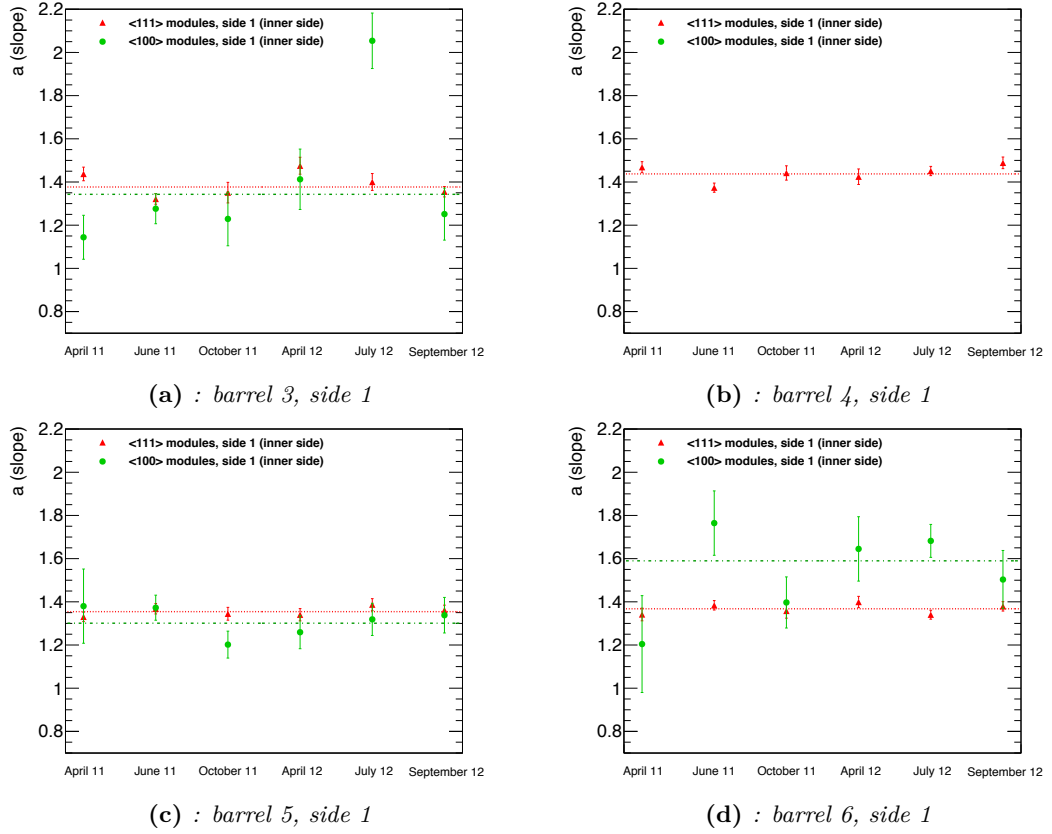 a (slope)
2.2
2
1.8
1.6
1.4
1.2
1
0.8
<111> modules, side 1 (inner side)
<100> modules, side 1 (inner side)
April 11 June 11 October 11 April 12 July 12 September 12
(a) : barrel 3, side 1
a (slope)
2.2
2
1.8
1.6
1.4
1.2
1
0.8
<111> modules, side 1 (inner side)
<100> modules, side 1 (inner side)
April 11 June 11 October 11 April 12 July 12 September 12
(b) : barrel 4, side 1
a (slope)
2.2
2
1.8
1.6
1.4
1.2
1
0.8
<111> modules, side 1 (inner side)
<100> modules, side 1 (inner side)
April 11 June 11 October 11 April 12 July 12 September 12
(c) : barrel 5, side 1
a (slope)
2.2
2
1.8
1.6
1.4
1.2
1
0.8
<111> modules, side 1 (inner side)
<100> modules, side 1 (inner side)
April 11 June 11 October 11 April 12 July 12 September 12
(d) : barrel 6, side 1